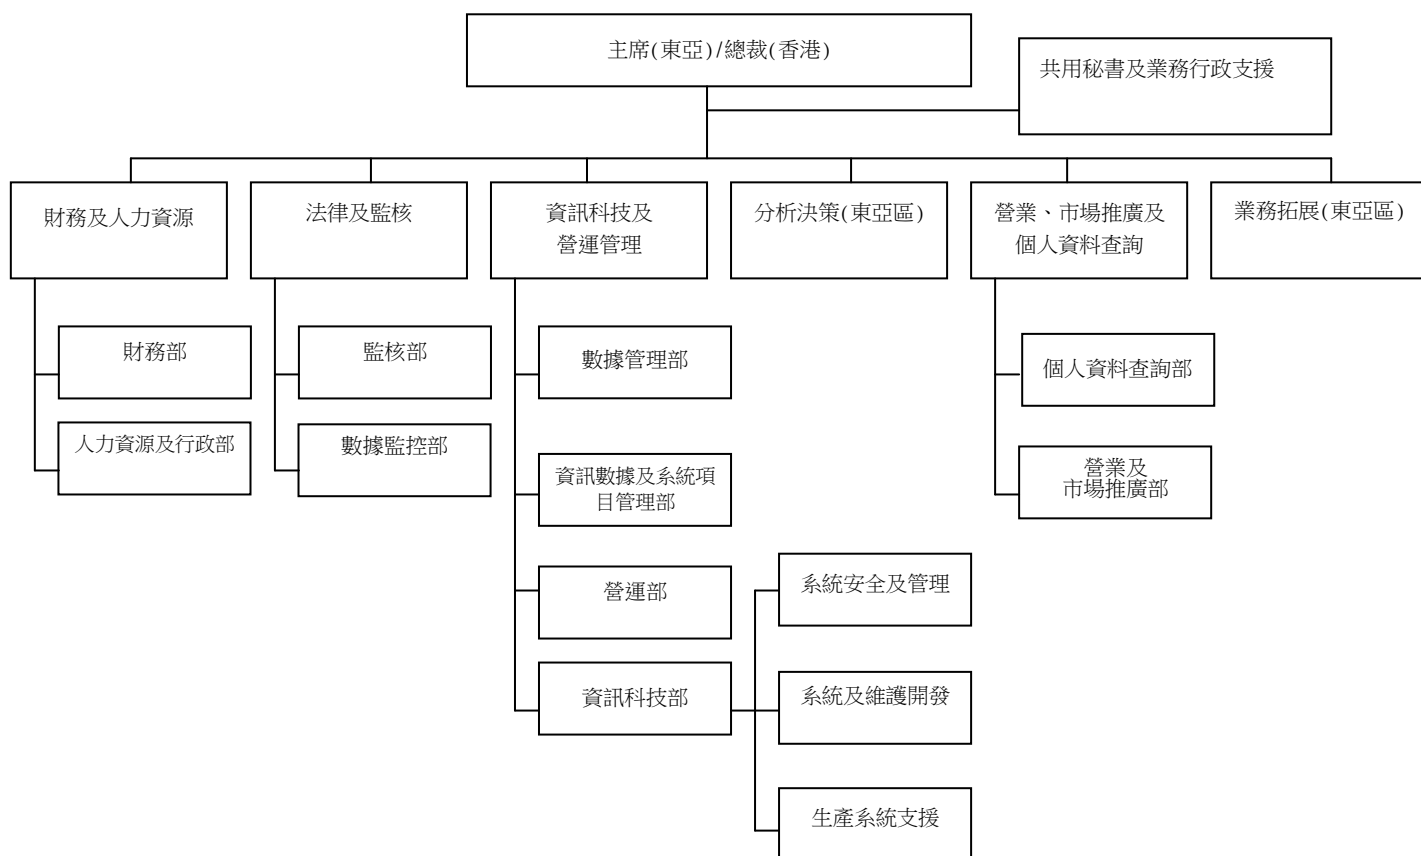 主席(東亞)/總裁(香港)
共用秘書及業務行政支援
財務及人力資源
法律及監核
資訊科技及
營運管理
分析決策(東亞區)
營業、市場推廣及
個人資料查詢
業務拓展(東亞區)
財務部
人力資源及行政部
監核部
數據監控部
數據管理部
資訊數據及系統項
目管理部
營運部
資訊科技部
系統安全及管理
系統及維護開發
生產系統支援
個人資料查詢部
營業及
市場推廣部